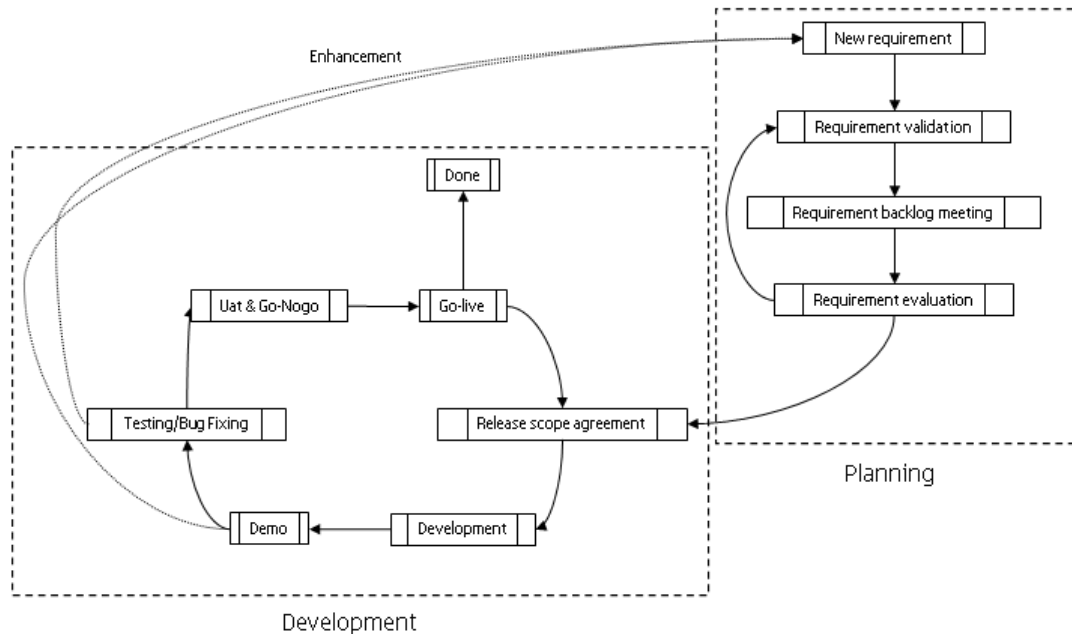 New requirement
Enhancement
Requirement validation
Done
Requirement backlog meeting
Uat & Go-Nogo
Go-live
Requirement evaluation
Testing/Bug Fixing
Release scope agreement
Planning
Demo
Development
Development